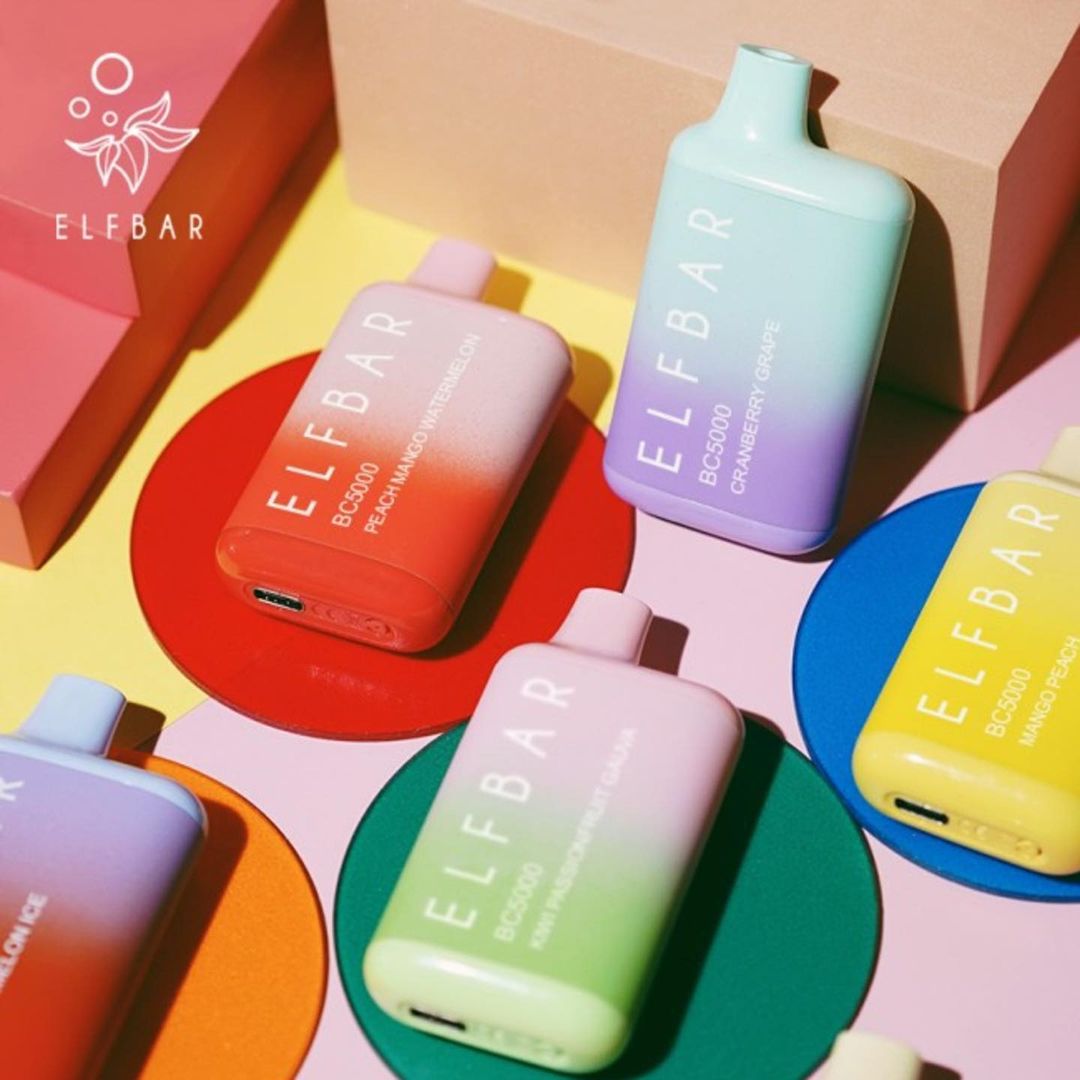 ELFBAR
ELFBAR
BC5000
CRANBERRY GRAPE
ELFBAR
BC5000
PEACH MANGO WATERMELON
ELFBAR
BC5000
MANGO PEACH
ELFBAR
BC5000
KIWI PASSIONFRUIT GAUVA
R
MELON ICE